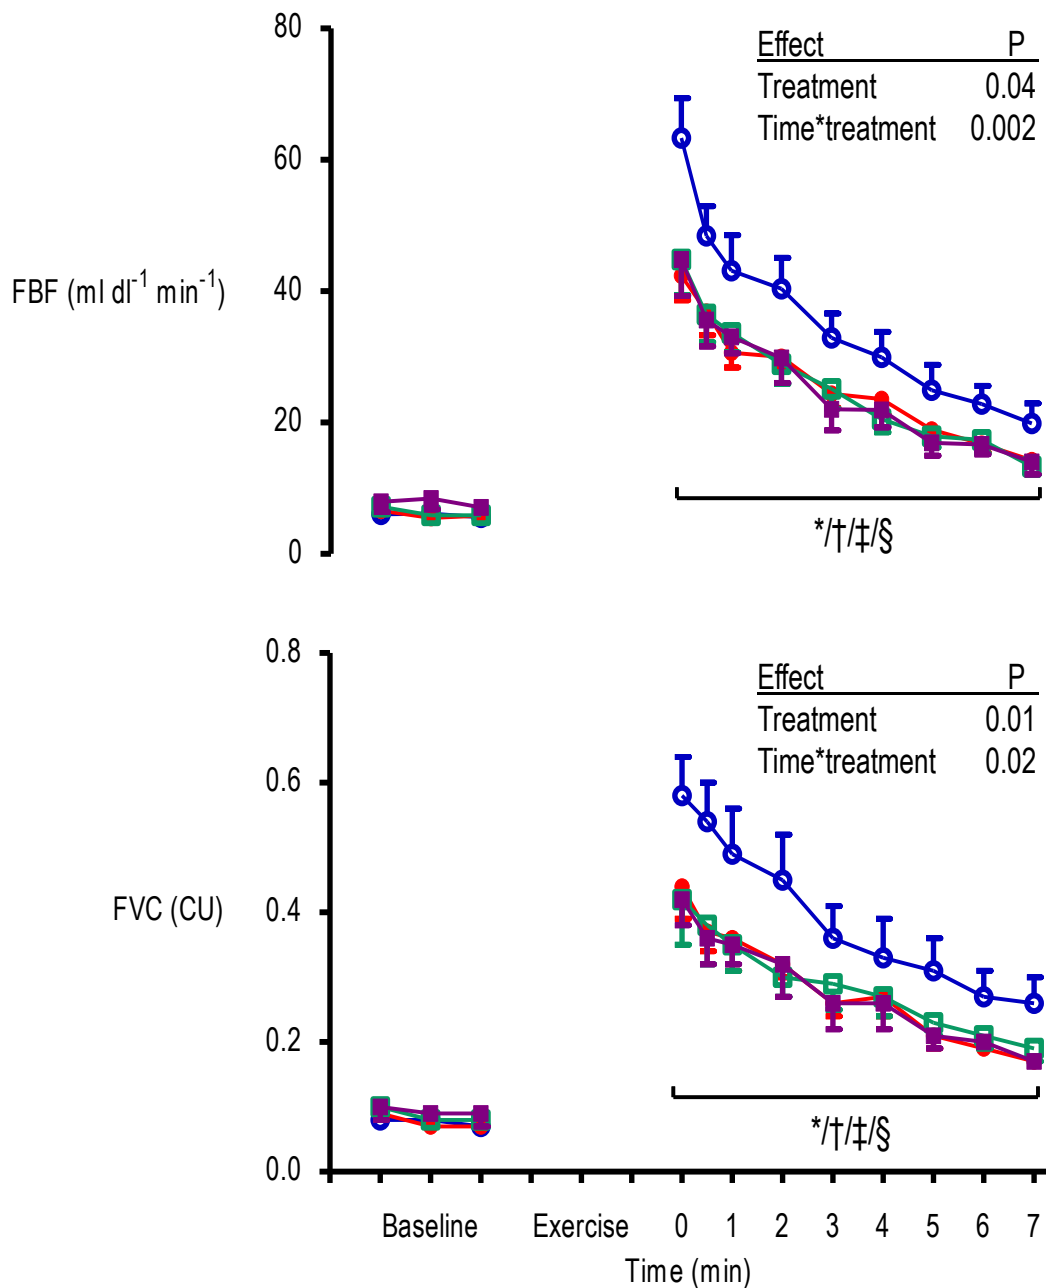 80
Effect P
Treatment 0.04
Time*treatment 0.002
60
40
FBF (ml dl⁻¹ min⁻¹)
20
*/†/‡/§
0
0.8
Effect P
Treatment 0.01
Time*treatment 0.02
0.6
0.4
FVC (CU)
0.2
*/†/‡/§
0.0
Baseline Exercise 0 1 2 3 4 5 6 7
Time (min)